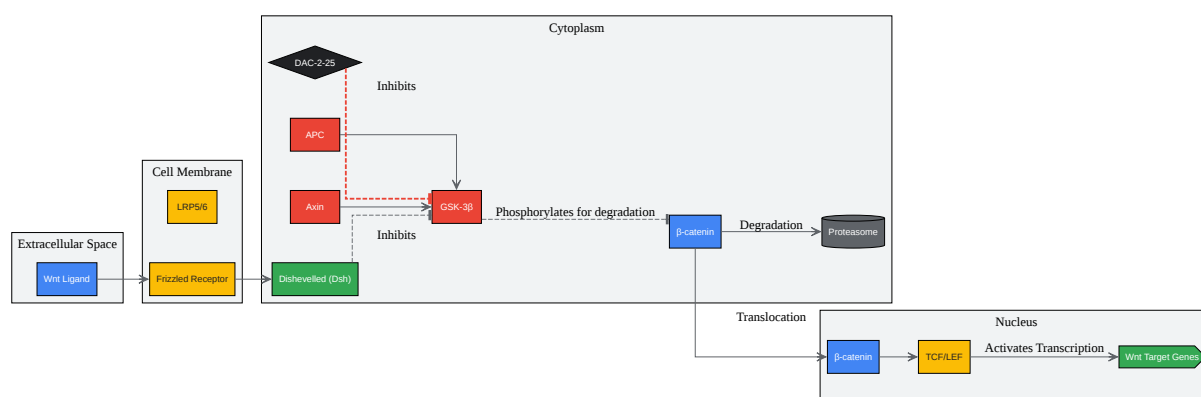 Cytoplasm
DAC-2-25
Inhibits
APC
Cell Membrane
LRP5/6
Axin
GSK-3β
Phosphorylates for degradation
β-catenin
Degradation
Proteasome
Inhibits
Extracellular Space
Wnt Ligand
Frizzled Receptor
Dishevelled (Dsh)
Translocation
Nucleus
β-catenin
TCF/LEF
Activates Transcription
Wnt Target Genes